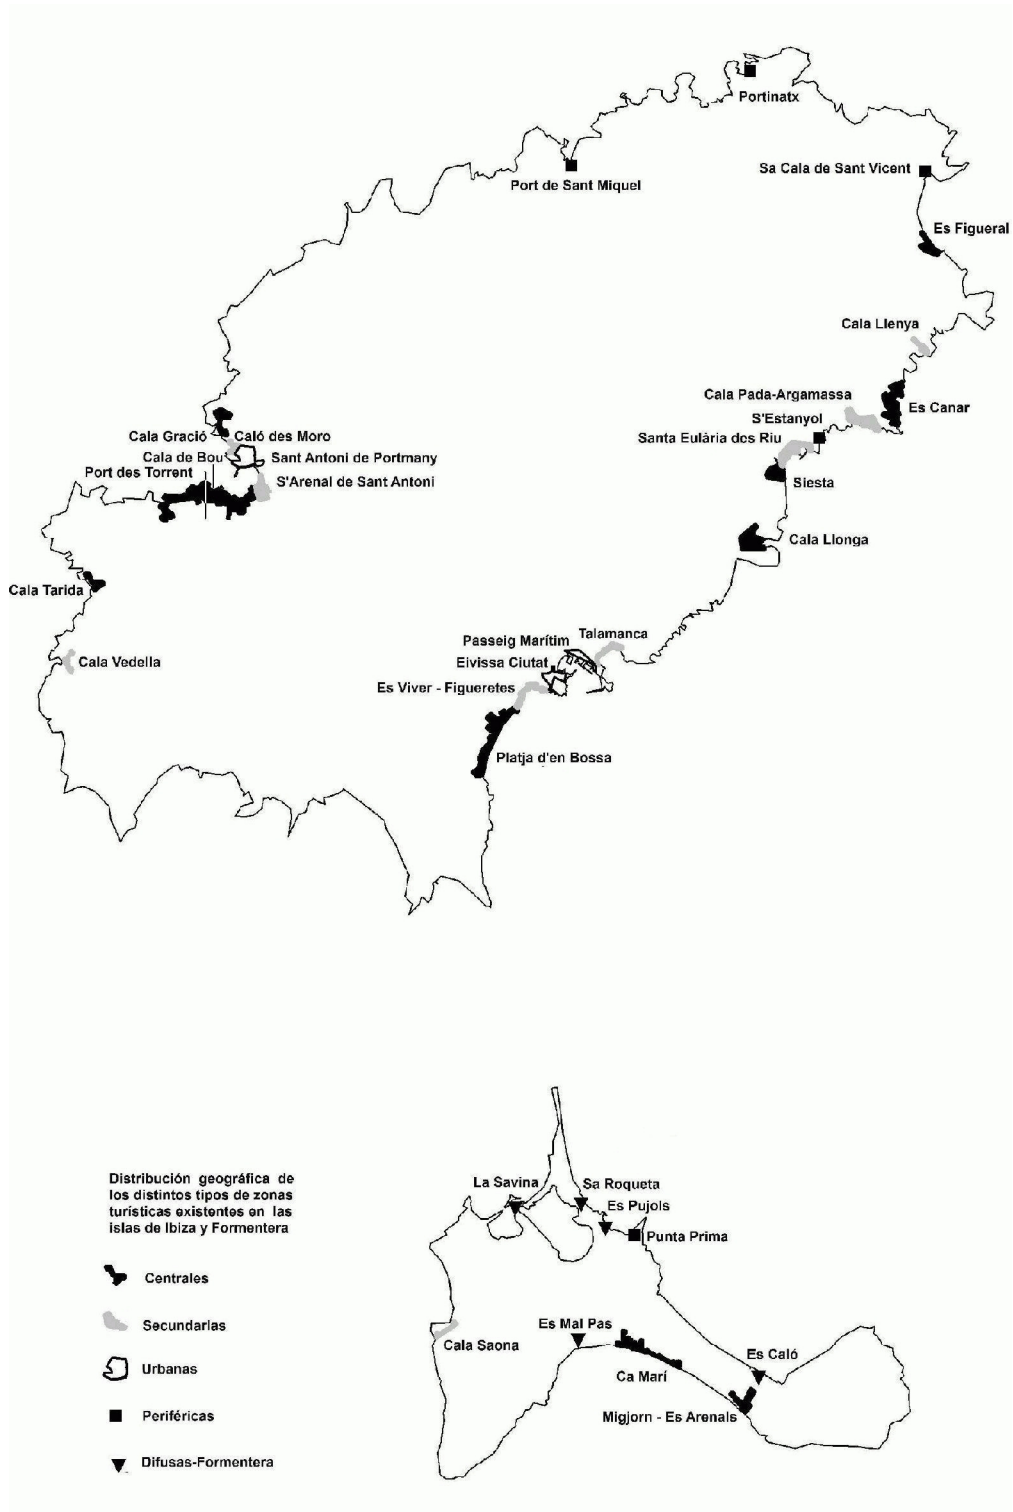 Portinatx
Port de Sant Miquel
Sa Cala de Sant Vicent
Es Figueral
Cala Llenya
Cala Pada-Argamassa
Es Canar
S'Estanyol
Santa Eulària des Riu
Siesta
Cala Gració
Caló des Moro
Cala de Bou
Sant Antoni de Portmany
Port des Torrent
S'Arenal de Sant Antoni
Cala Llonga
Cala Tarida
Talamanca
Passeig Marítim
Eivissa Ciutat
Cala Vedella
Es Viver - Figueretes
Platja d'en Bossa
Distribución geográfica de
los distintos tipos de zonas
turísticas existentes en las
islas de Ibiza y Formentera
Centrales
Secundarias
Urbanas
Periféricas
Difusas-Formentera
La Savina
Sa Roqueta
Es Pujols
Punta Prima
Es Mal Pas
Cala Saona
Es Caló
Ca Marí
Migjorn - Es Arenals